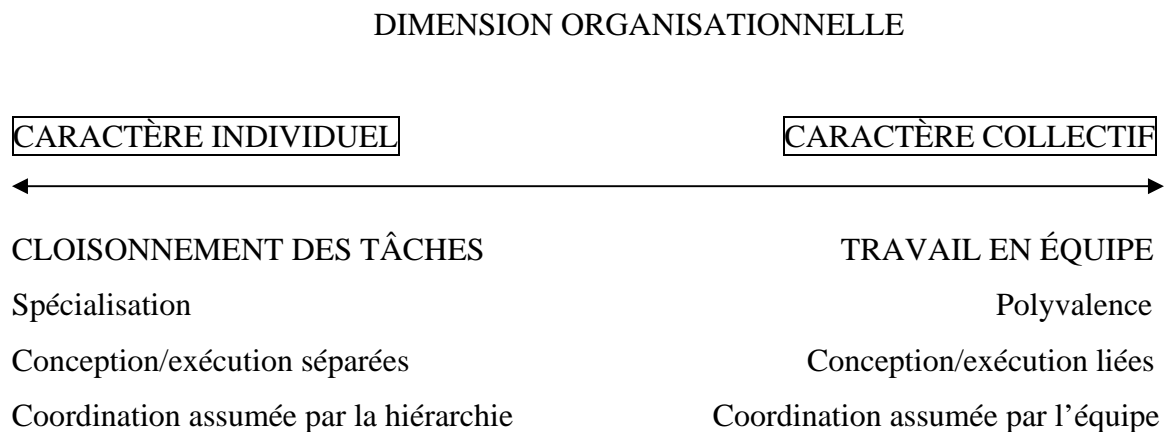 DIMENSION ORGANISATIONNELLE
CARACTÈRE INDIVIDUEL CARACTÈRE COLLECTIF
CLOISONNEMENT DES TÂCHES TRAVAIL EN ÉQUIPE
Spécialisation Polyvalence
Conception/exécution séparées Conception/exécution liées
Coordination assumée par la hiérarchie Coordination assumée par l’équipe